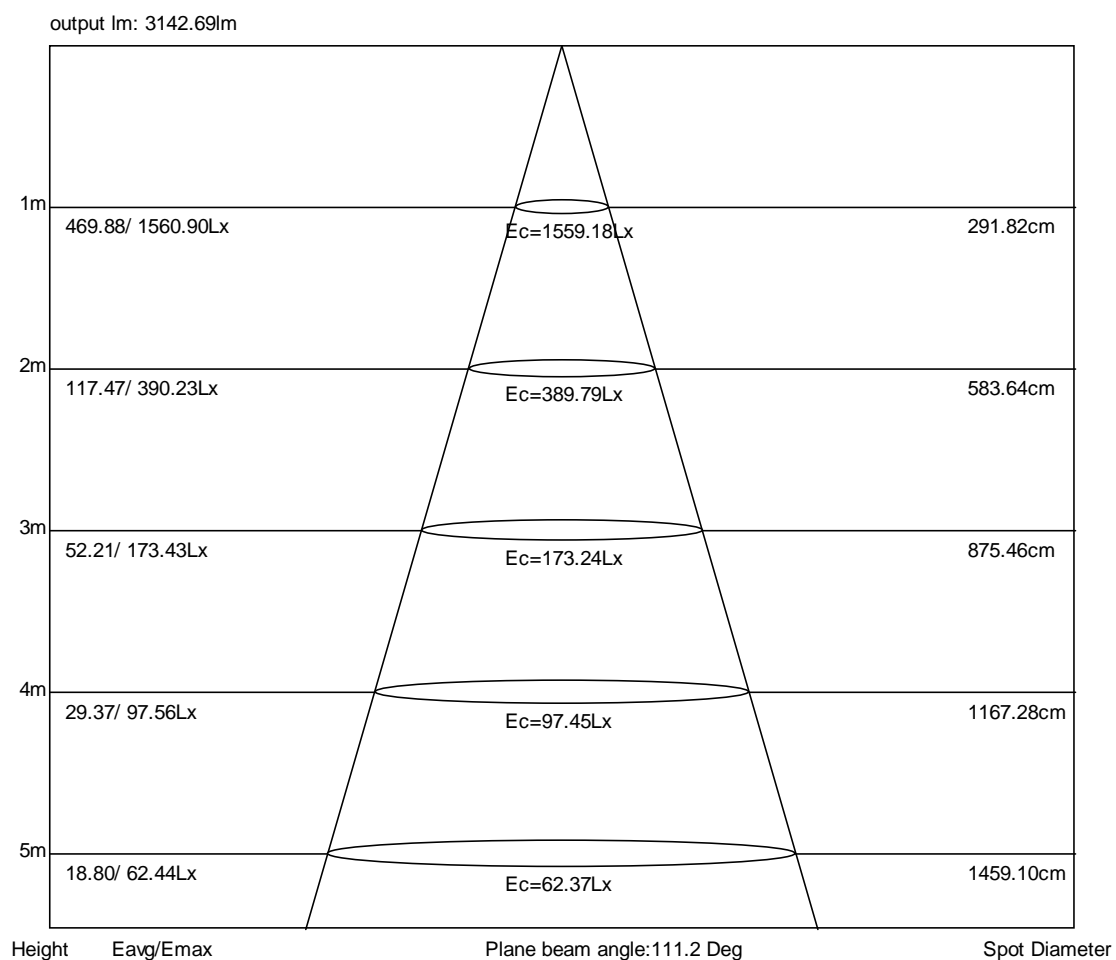 output lm: 3142.69lm
1m
469.88/ 1560.90Lx
Ec=1559.18Lx
291.82cm
2m
117.47/ 390.23Lx
Ec=389.79Lx
583.64cm
3m
52.21/ 173.43Lx
Ec=173.24Lx
875.46cm
4m
29.37/ 97.56Lx
Ec=97.45Lx
1167.28cm
5m
18.80/ 62.44Lx
Ec=62.37Lx
1459.10cm
Height Eavg/Emax Plane beam angle:111.2 Deg Spot Diameter